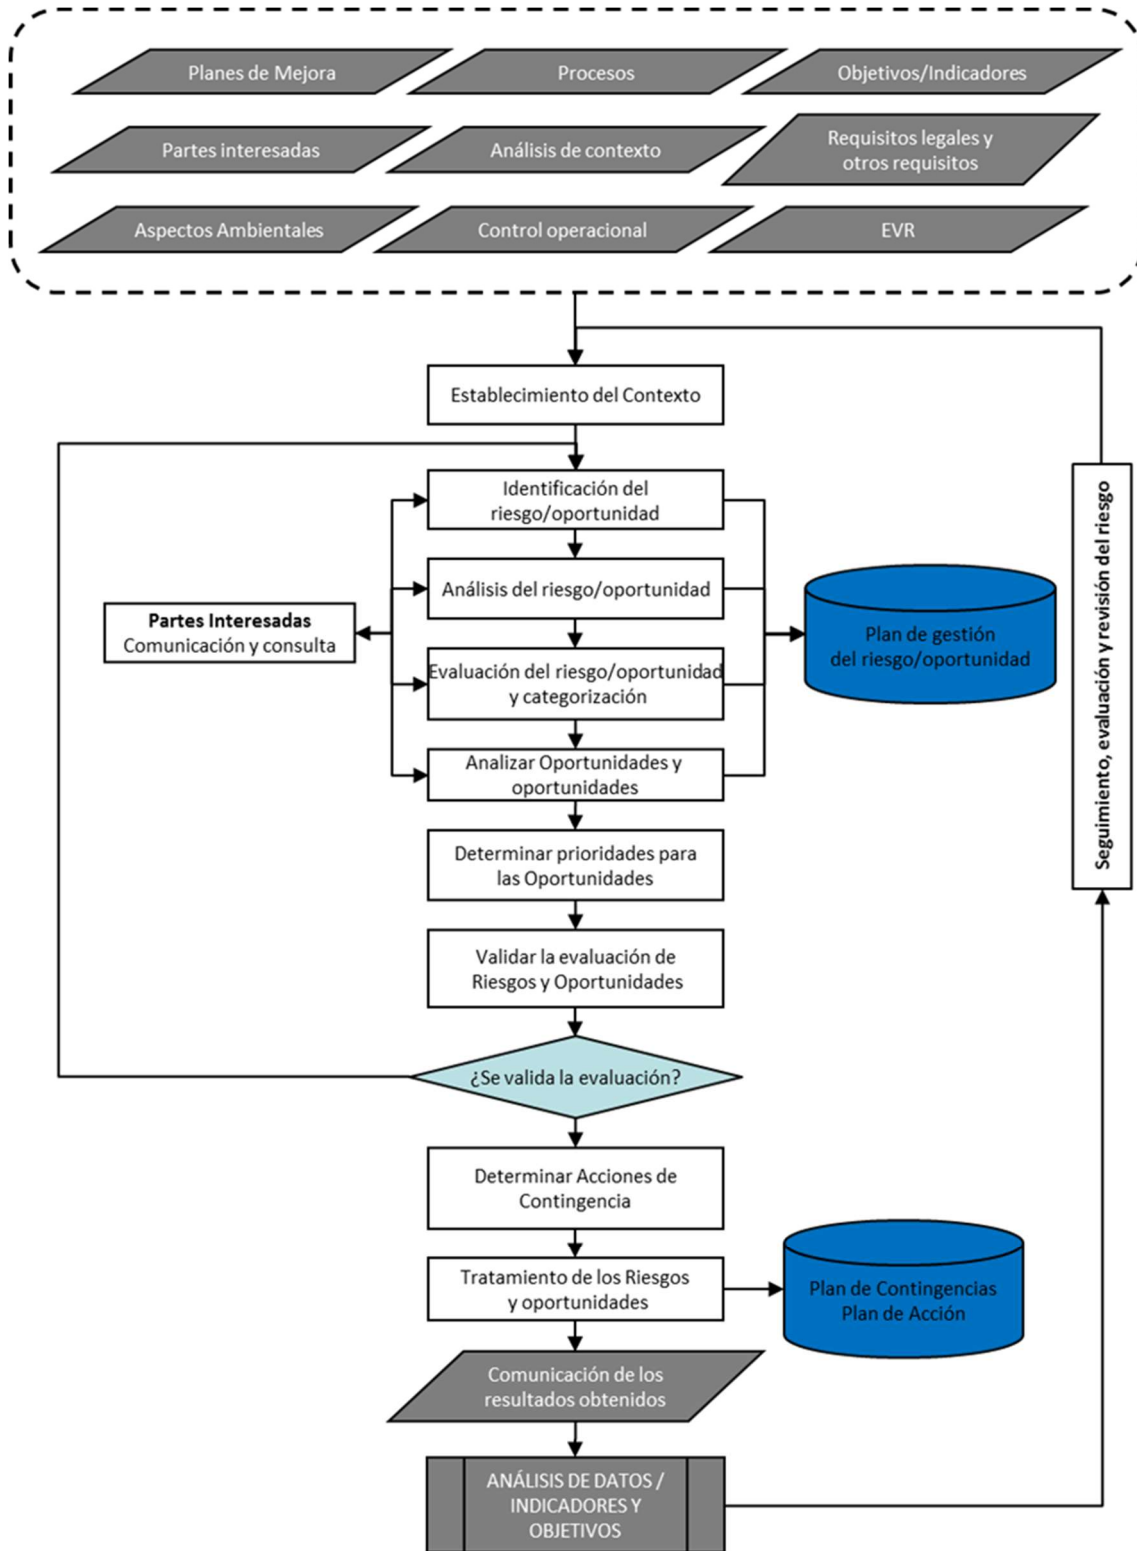 Planes de Mejora
Procesos
Objetivos/Indicadores
Partes interesadas
Análisis de contexto
Requisitos legales y
otros requisitos
Aspectos Ambientales
Control operacional
EVR
Establecimiento del Contexto
Identificación del
riesgo/oportunidad
Análisis del riesgo/oportunidad
Partes Interesadas
Comunicación y consulta
Plan de gestión
del riesgo/oportunidad
Evaluación del riesgo/oportunidad
y categorización
Analizar Oportunidades y
oportunidades
Seguimiento, evaluación y revisión del riesgo
Determinar prioridades para
las Oportunidades
Validar la evaluación de
Riesgos y Oportunidades
¿Se valida la evaluación?
Determinar Acciones de
Contingencia
Tratamiento de los Riesgos
y oportunidades
Plan de Contingencias
Plan de Acción
Comunicación de los
resultados obtenidos
ANÁLISIS DE DATOS /
INDICADORES Y
OBJETIVOS